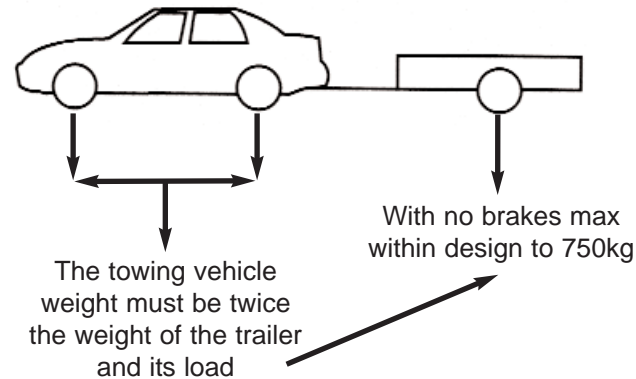 With no brakes max
within design to 750kg
The towing vehicle
weight must be twice
the weight of the trailer
and its load